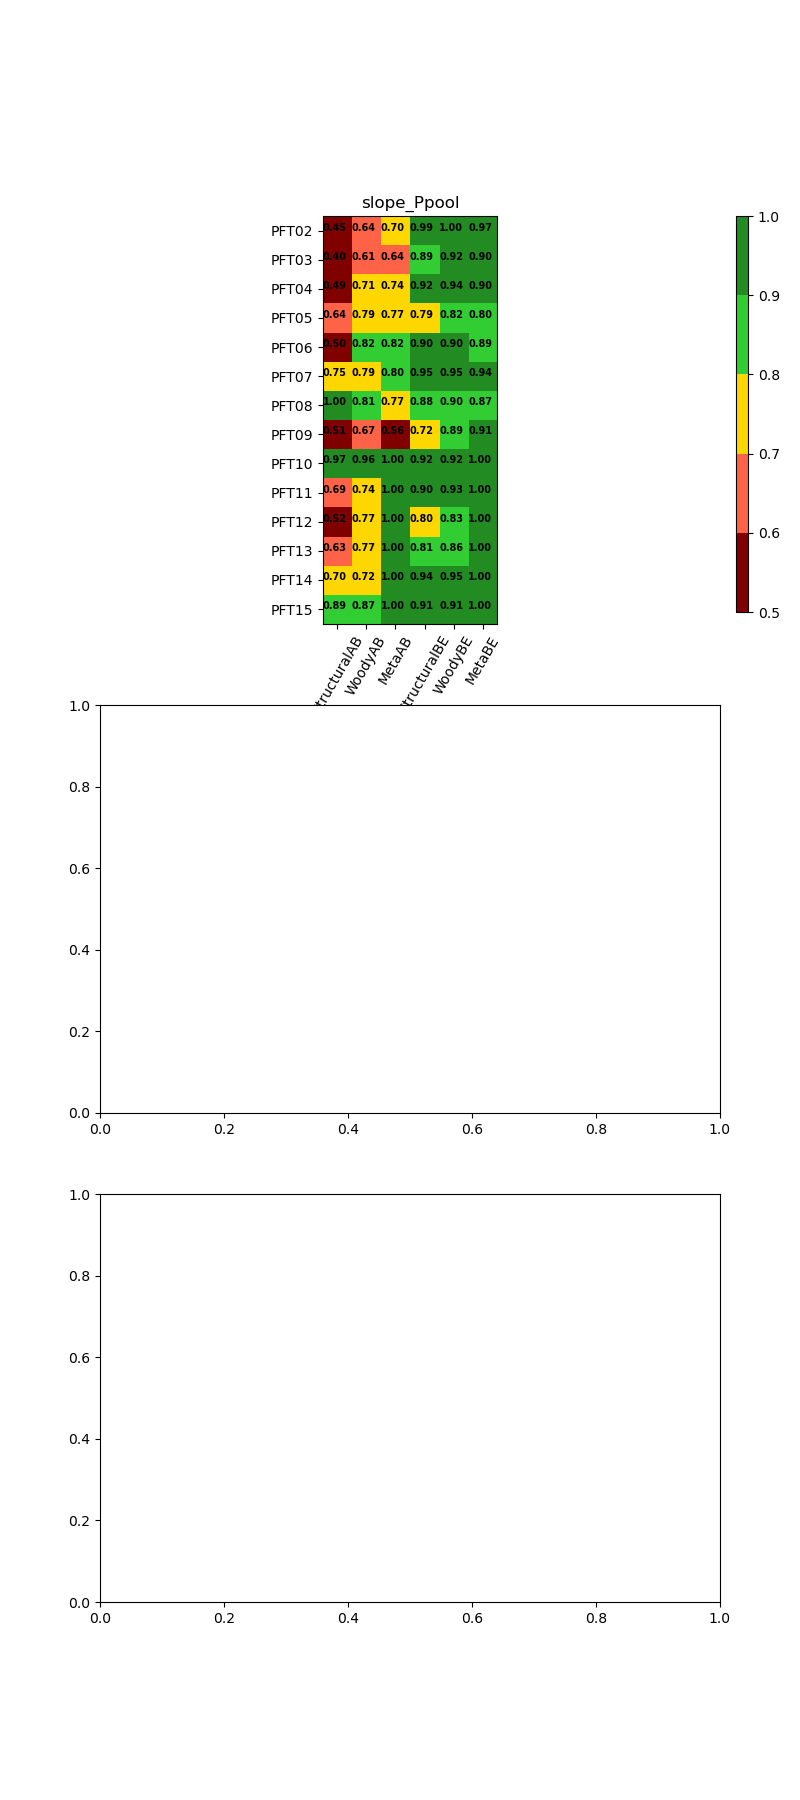 slope_Ppool
PFT02 0.45 0.64 0.70 0.99 1.00 0.97
PFT03 0.40 0.61 0.64 0.89 0.92 0.90
PFT04 0.49 0.71 0.74 0.92 0.94 0.90
PFT05 0.64 0.79 0.77 0.79 0.82 0.80
PFT06 0.82 0.82 0.90 0.90 0.89
PFT07 0.75 0.79 0.80 0.95 0.95 0.94
PFT08 1.00 0.81 0.77 0.88 0.90 0.87
PFT09 0.51 0.67 0.56 0.72 0.89 0.91
PFT10 0.97 0.96 1.00 0.92 0.92 1.00
PFT11 0.69 0.74 1.00 0.90 0.93 1.00
PFT12 0.52 0.77 1.00 0.80 0.83 1.00
PFT13 0.63 0.77 1.00 0.81 0.86 1.00
PFT14 0.70 0.72 1.00 0.94 0.95 1.00
PFT15 0.89 0.87 1.00 0.91 0.91 1.00
tructuralAB WoodyAB MetaAB tructuralBE WoodyBE MetaBE
1.0
0.9
0.8
0.7
0.6
0.5
1.0
0.8
0.6
0.4
0.2
0.0
0.0 0.2 0.4 0.6 0.8 1.0
1.0
0.8
0.6
0.4
0.2
0.0
0.0 0.2 0.4 0.6 0.8 1.0